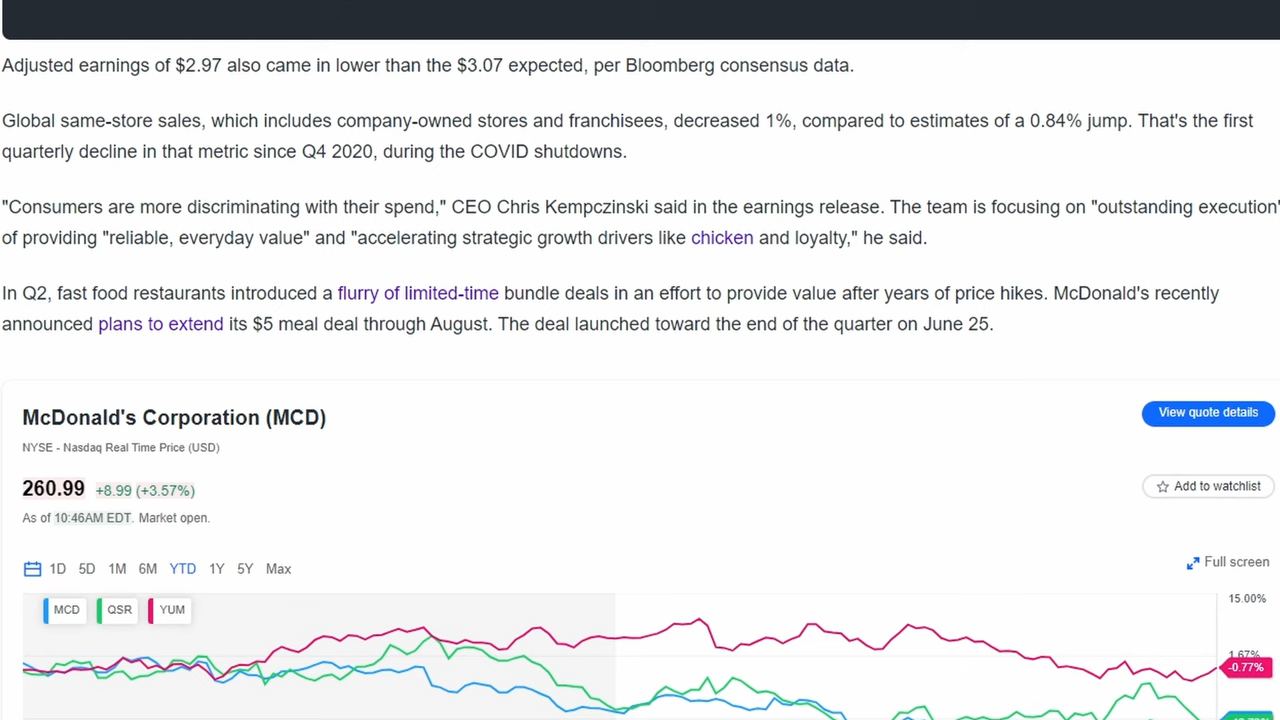 Adjusted earnings of $2.97 also came in lower than the $3.07 expected, per Bloomberg consensus data.
Global same-store sales, which includes company-owned stores and franchisees, decreased 1%, compared to estimates of a 0.84% jump. That's the first
quarterly decline in that metric since Q4 2020, during the COVID shutdowns.
"Consumers are more discriminating with their spend," CEO Chris Kempczinski said in the earnings release. The team is focusing on "outstanding execution"
of providing "reliable, everyday value" and "accelerating strategic growth drivers like chicken and loyalty," he said.
In Q2, fast food restaurants introduced a flurry of limited-time bundle deals in an effort to provide value after years of price hikes. McDonald's recently
announced plans to extend its $5 meal deal through August. The deal launched toward the end of the quarter on June 25.
McDonald's Corporation (MCD)
View quote details
NYSE - Nasdaq Real Time Price (USD)
260.99 +8.99 (+3.57%)
Add to watchlist
As of 10:46AM EDT. Market open.
1D 5D 1M 6M YTD 1Y 5Y Max
Full screen
MCD QSR YUM
15.00%
1.67%
-0.77%